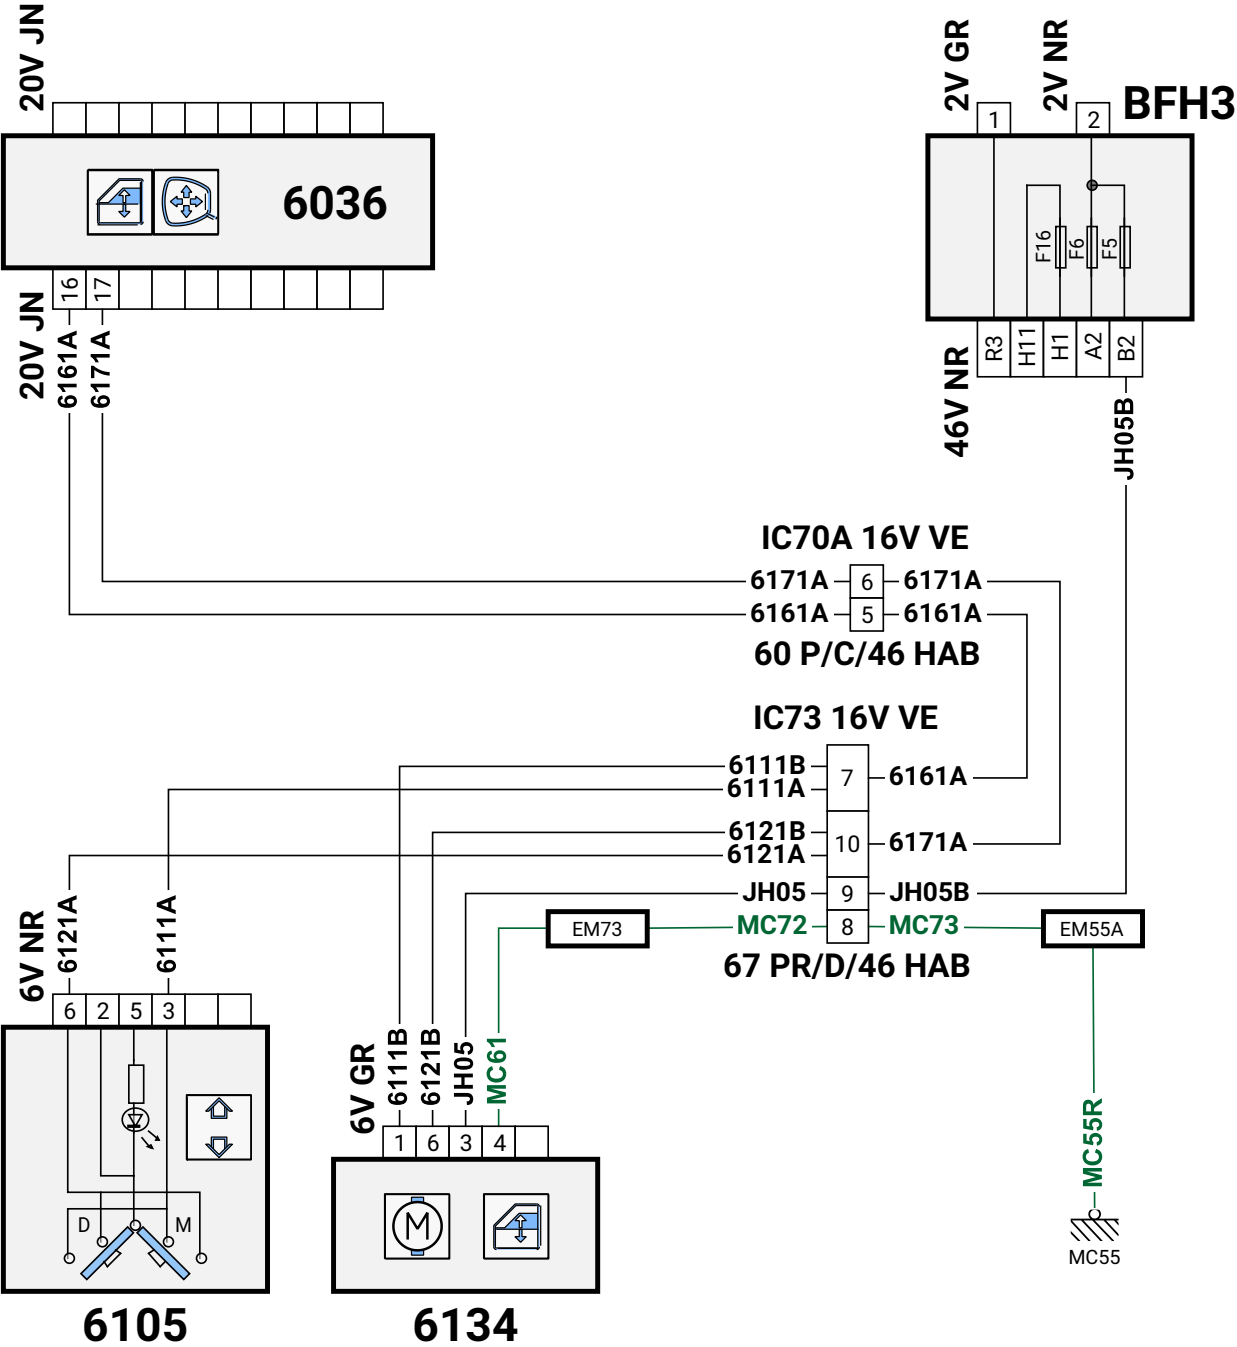 20V JN
6036
16 17
20V JN
6161A
6171A
2V GR
2V NR
BFH3
1 2
F16 F6 F5
R3 H11 H1 A2 B2
46V NR
JH05B
IC70A 16V VE
6171A 6 6171A
6161A 5 6161A
60 P/C/46 HAB
IC73 16V VE
6111B
6111A
7 6161A
6121B
6121A
10 6171A
JH05 9 JH05B
EM73 MC72 8 MC73 EM55A
67 PR/D/46 HAB
6V NR
6121A
6111A
6 2 5 3
D M
6105
6V GR
6111B
6121B
JH05
MC61
1 6 3 4
M
6134
MC55R
MC55